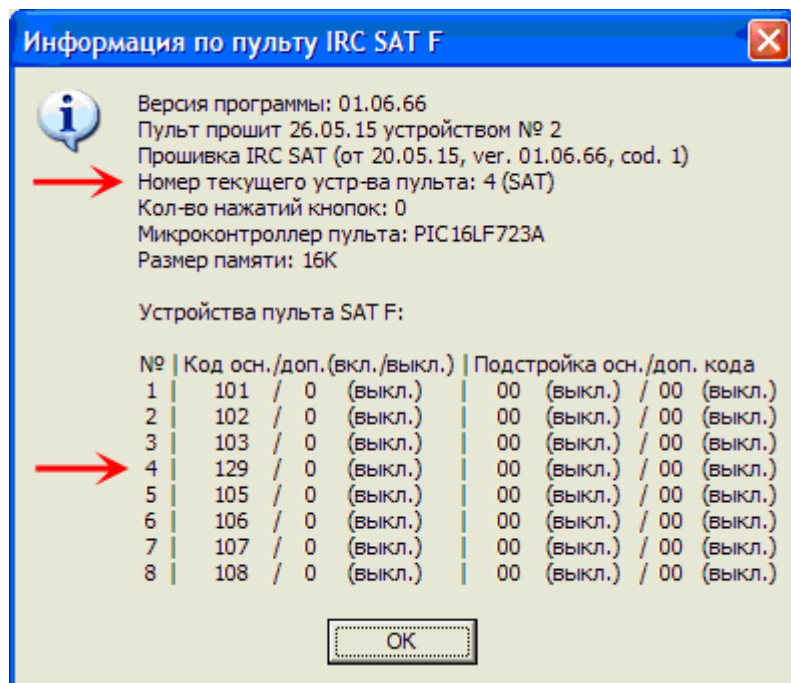 Информация по пульту IRC SAT F
Версия программы: 01.06.66
Пульт прошит 26.05.15 устройством № 2
Прошивка IRC SAT (от 20.05.15, ver. 01.06.66, cod. 1)
Номер текущего устр-ва пульта: 4 (SAT)
Кол-во нажатий кнопок: 0
Микроконтроллер пульта: PIC16LF723A
Размер памяти: 16K
Устройства пульта SAT F:
№ | Код осн./доп.(вкл./выкл.) | Подстройка осн./доп. кода
1 | 101 / 0 (выкл.) | 00 (выкл.) / 00 (выкл.)
2 | 102 / 0 (выкл.) | 00 (выкл.) / 00 (выкл.)
3 | 103 / 0 (выкл.) | 00 (выкл.) / 00 (выкл.)
4 | 129 / 0 (выкл.) | 00 (выкл.) / 00 (выкл.)
5 | 105 / 0 (выкл.) | 00 (выкл.) / 00 (выкл.)
6 | 106 / 0 (выкл.) | 00 (выкл.) / 00 (выкл.)
7 | 107 / 0 (выкл.) | 00 (выкл.) / 00 (выкл.)
8 | 108 / 0 (выкл.) | 00 (выкл.) / 00 (выкл.)
OK